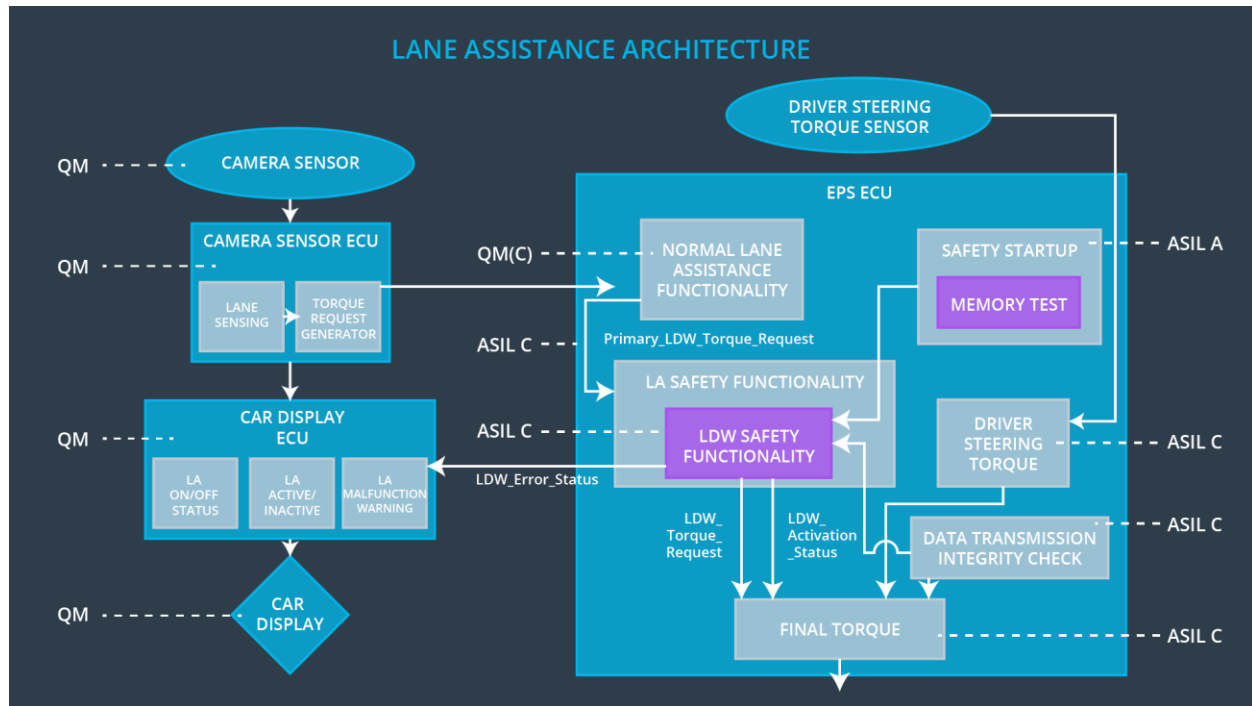 LANE ASSISTANCE ARCHITECTURE
DRIVER STEERING
TORQUE SENSOR
QM
CAMERA SENSOR
QM
CAMERA SENSOR ECU
LANE
SENSING
TORQUE
REQUEST
GENERATOR
QM
CAR DISPLAY
ECU
LA
ON/OFF
STATUS
LA
ACTIVE/
INACTIVE
LA
MALFUNCTION
WARNING
QM
CAR
DISPLAY
EPS ECU
QM(C)
NORMAL LANE
ASSISTANCE
FUNCTIONALITY
SAFETY STARTUP
MEMORY TEST
ASIL A
ASIL C
Primary_LDW_Torque_Request
LA SAFETY FUNCTIONALITY
ASIL C
LDW SAFETY
FUNCTIONALITY
LDW_Error_Status
DRIVER
STEERING
TORQUE
ASIL C
LDW_
Torque_
Request
LDW_
Activation
_Status
DATA TRANSMISSION
INTEGRITY CHECK
ASIL C
FINAL TORQUE
ASIL C